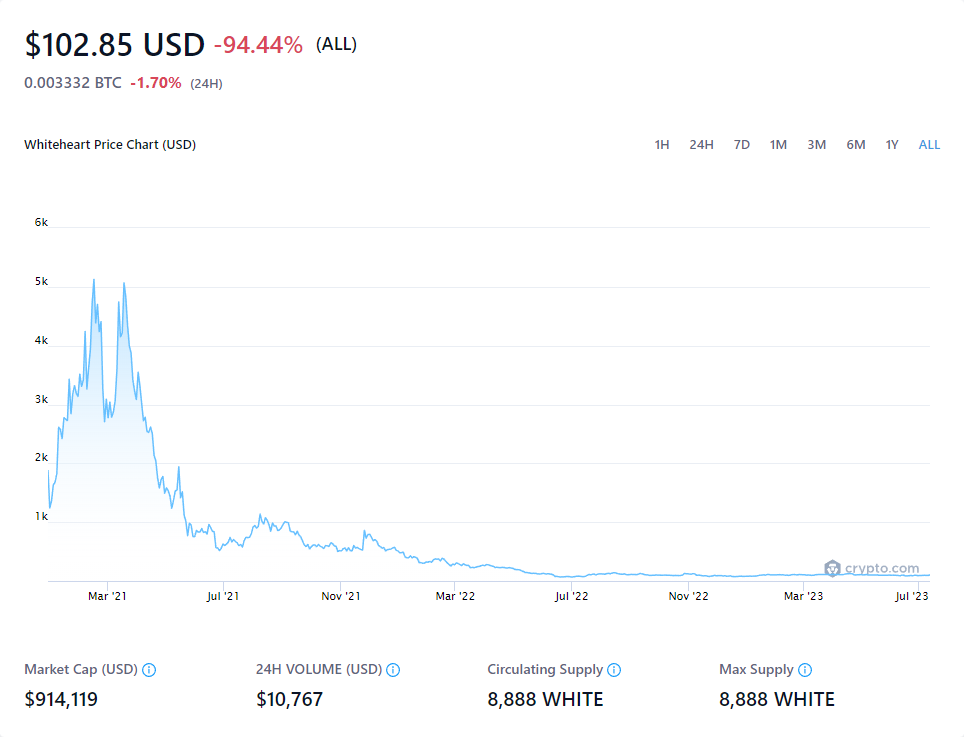 $102.85 USD -94.44% (ALL)
0.003332 BTC -1.70% (24H)
Whiteheart Price Chart (USD) 1H 24H 7D 1M 3M 6M 1Y ALL
6k
5k
4k
3k
2k
1k
crypto.com
Mar '21 Jul '21 Nov '21 Mar '22 Jul '22 Nov '22 Mar '23 Jul '23
Market Cap (USD) 24H VOLUME (USD) Circulating Supply Max Supply
$914,119 $10,767 8,888 WHITE 8,888 WHITE